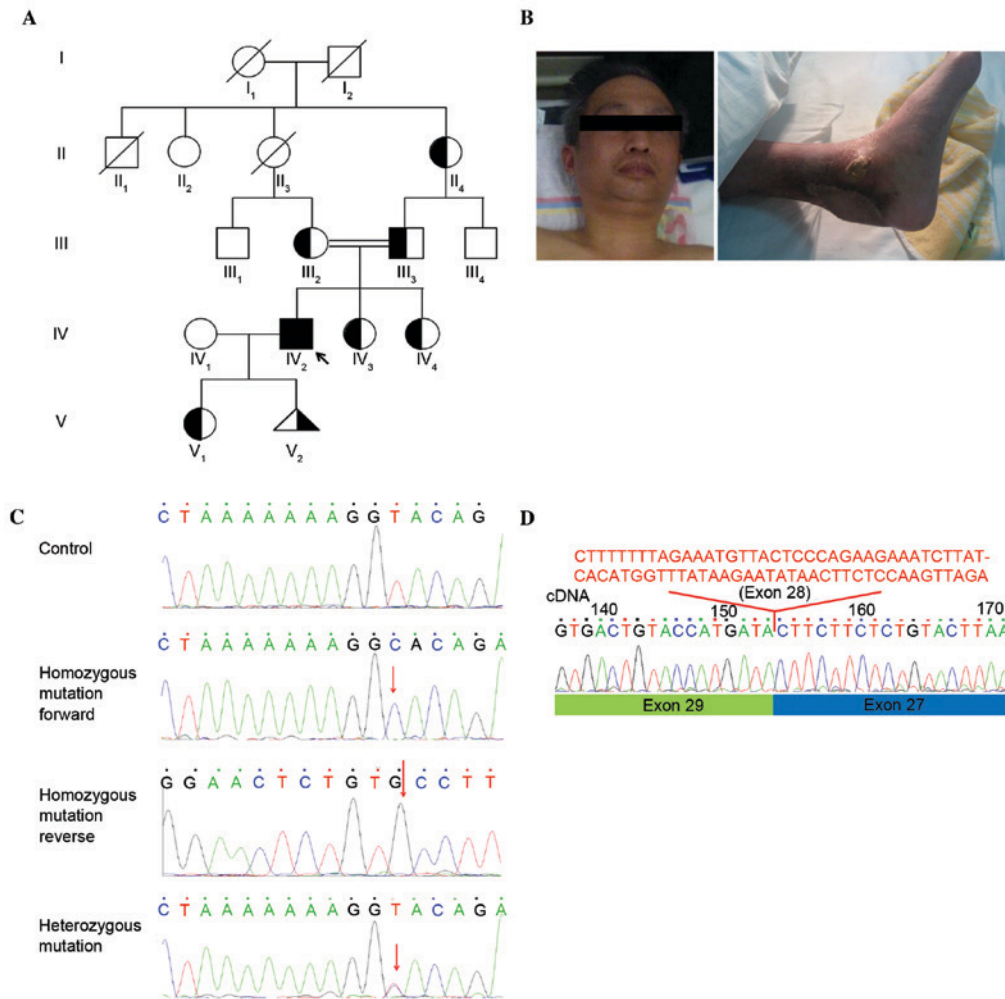 A
I
I1
I2
II
II1
II2
II3
II4
III
III1
III2
III3
III4
IV
IV1
IV2
IV3
IV4
V
V1
V2
B
C
Control
C T A A A A A A A G G T A C A G
Homozygous
mutation
forward
C T A A A A A A A G G C A C A G A
Homozygous
mutation
reverse
G G A A C T C T G T G C C T T
Heterozygous
mutation
C T A A A A A A A G G T A C A G A
D
CTTTTTTTAGAAATGTTACTCCCAGAAGAAATCTTAT-
CACATGGTTTATAAGAATATAACTTCTCCAAGTTAGA
(Exon 28)
cDNA
140 150 160 170
GTGACTGTACCATGATACTTCTTCTCTGTACTTAA
Exon 29 Exon 27